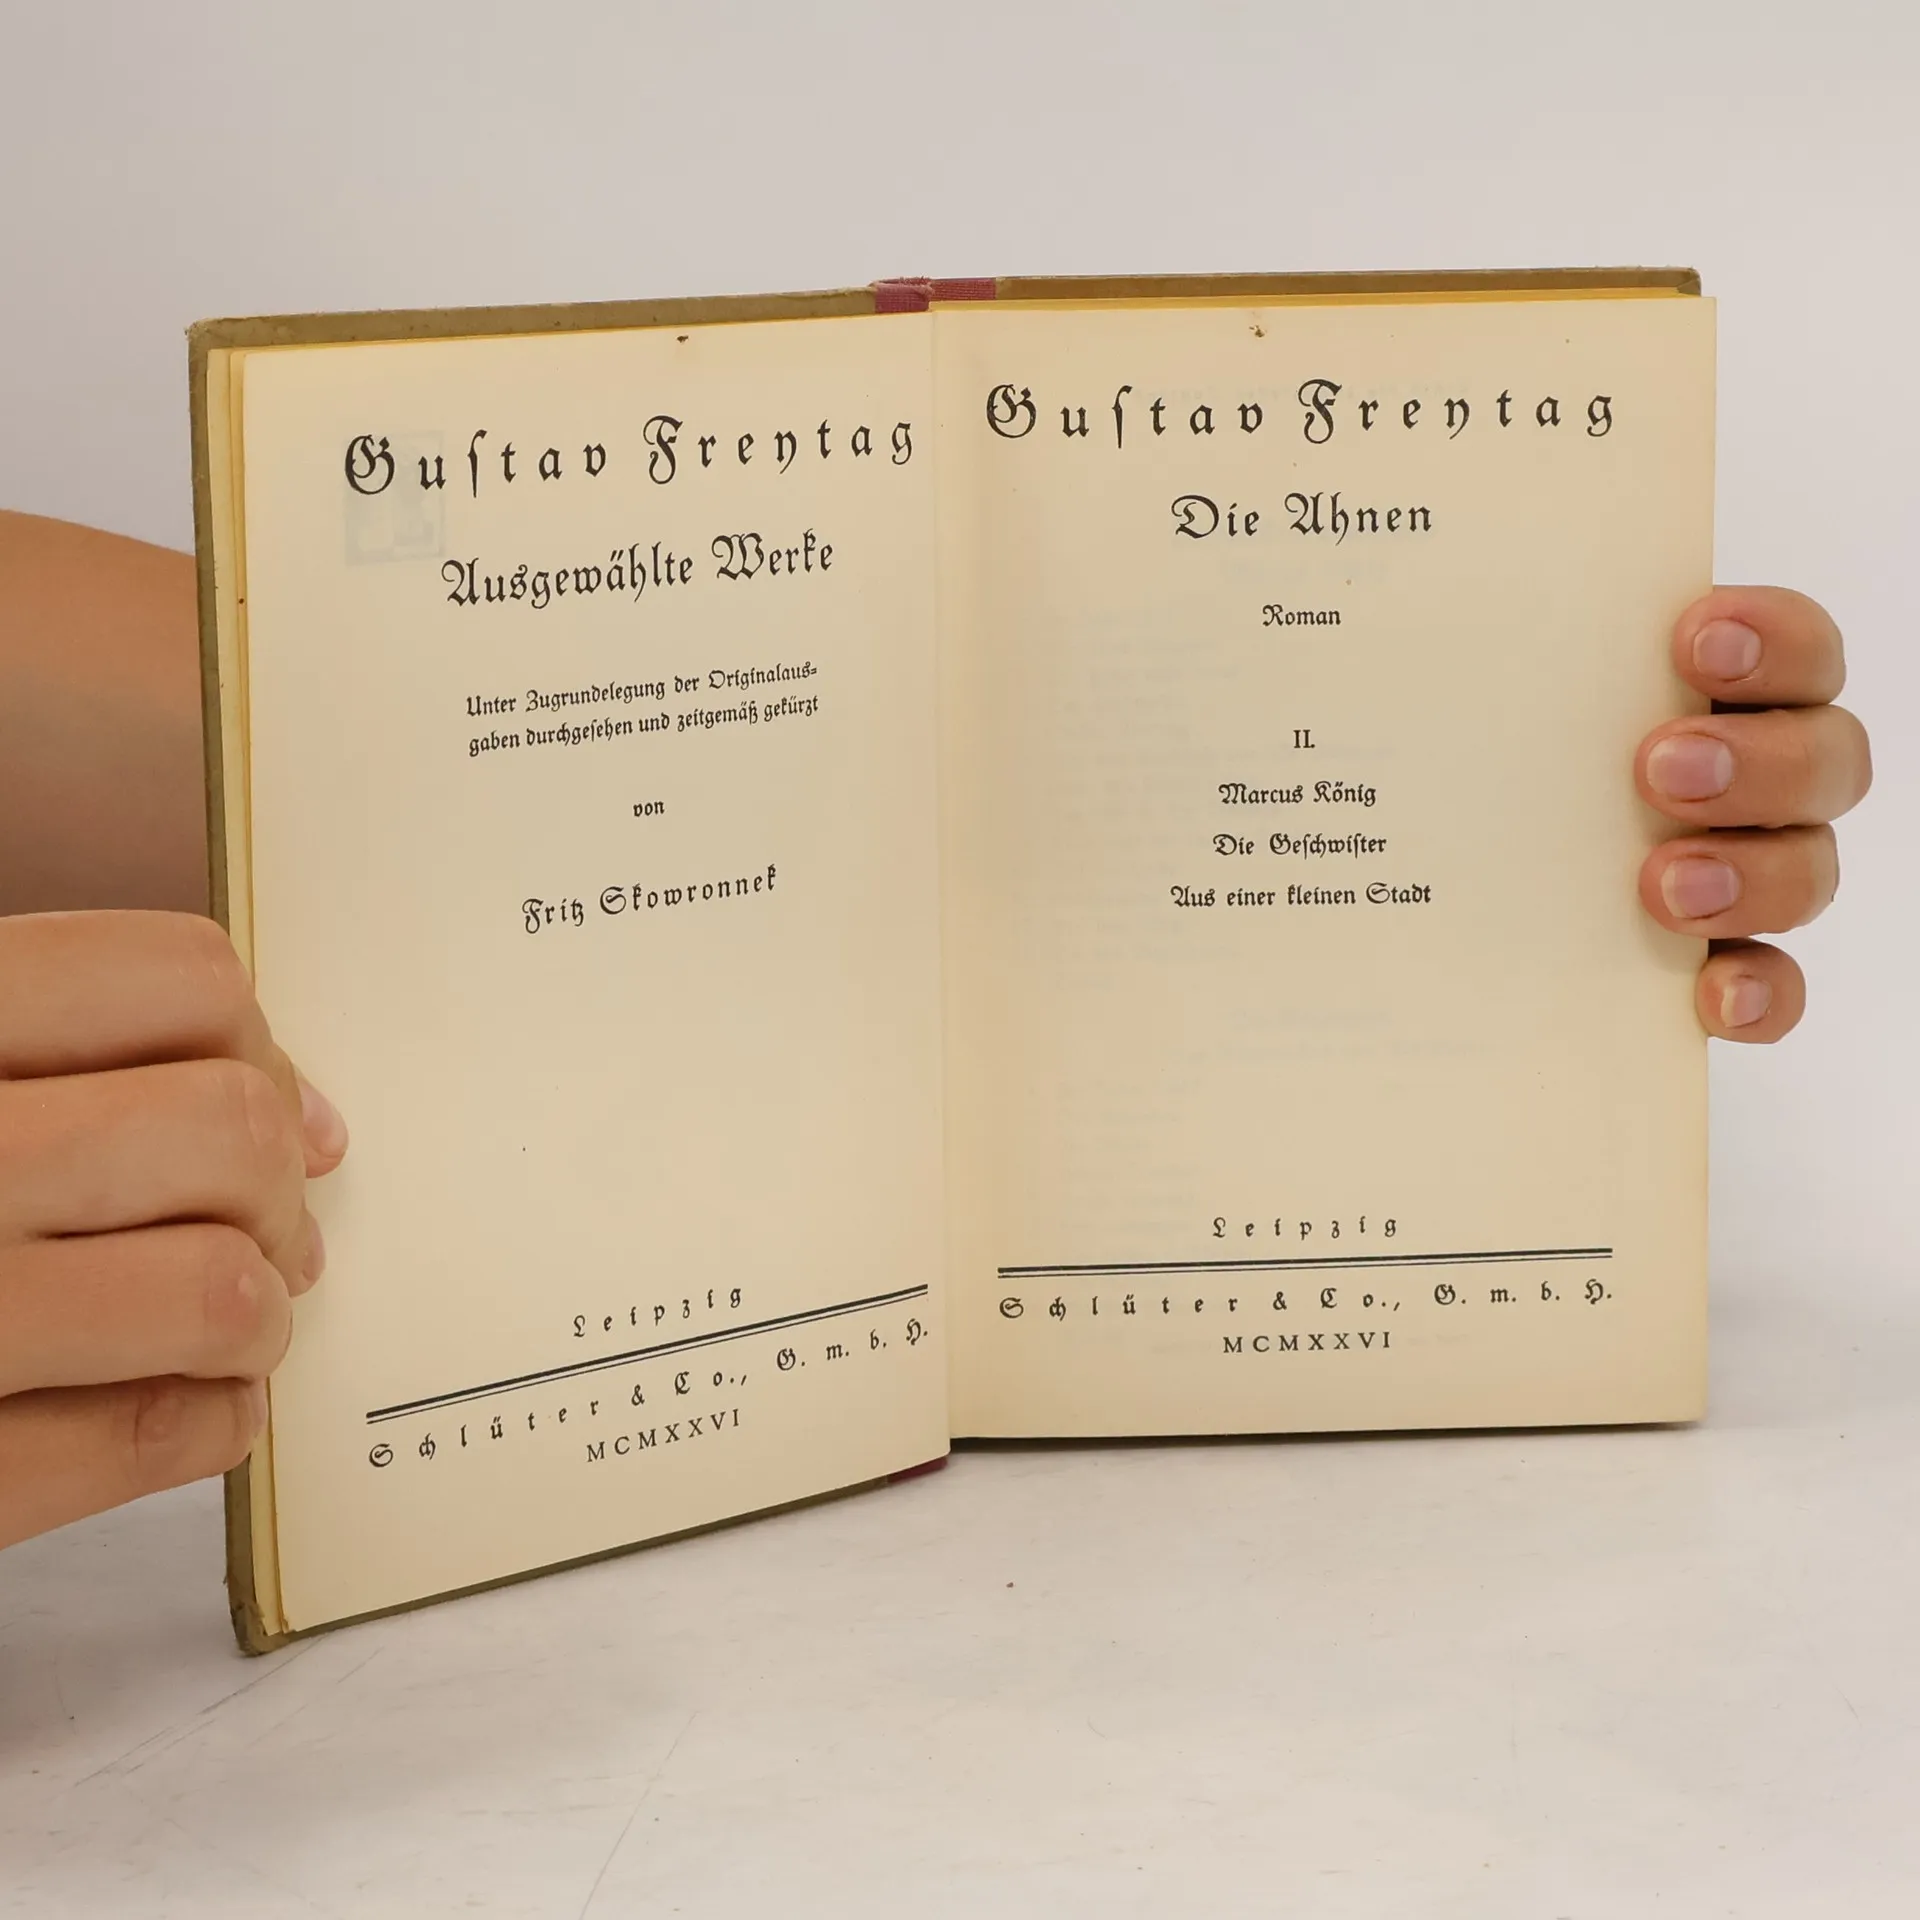 Guſtav Freytag
Ausgewählte Werke
Unter Zugrundelegung der Originalaus⸗
gaben durchgeſehen und zeitgemäß gekürzt
von
Fritz Skowronnek
Leipzig
Schlüter & Co., G. m. b. H.
MCMXXVI
Guſtav Freytag
Die Ahnen
Roman
II.
Marcus König
Die Geſchwiſter
Aus einer kleinen Stadt
Leipzig
Schlüter & Co., G. m. b. H.
MCMXXVI